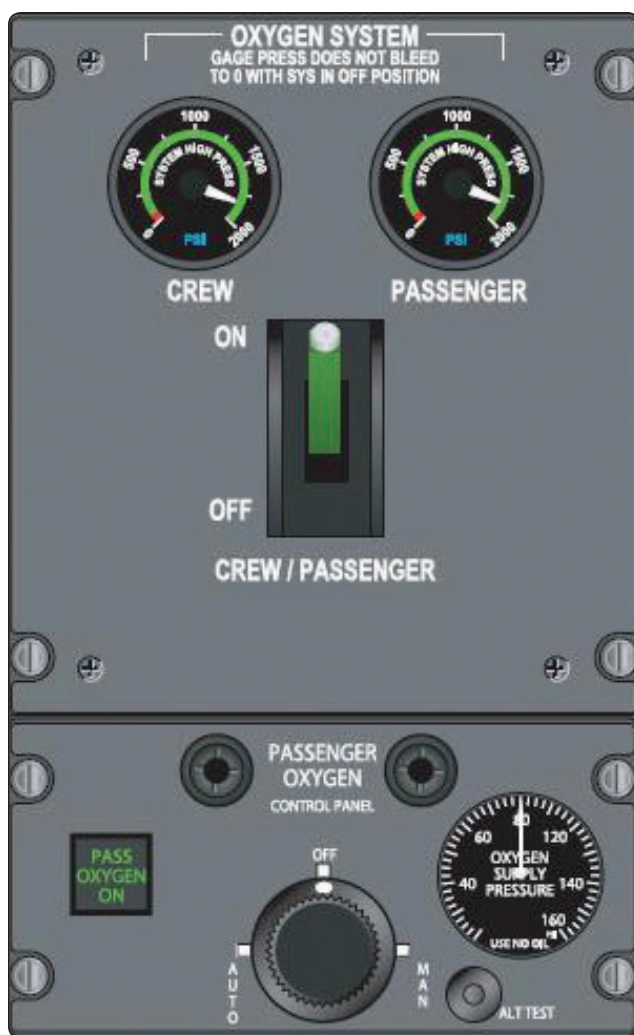 OXYGEN SYSTEM
GAGE PRESS DOES NOT BLEED
TO 0 WITH SYS IN OFF POSITION
0 500 1000 1500 2000
SYSTEM HIGH PRESS
PSI
0 500 1000 1500 2000
SYSTEM HIGH PRESS
PSI
CREW PASSENGER
ON
OFF
CREW / PASSENGER
PASSENGER
OXYGEN
CONTROL PANEL
PASS
OXYGEN
ON
OFF
AUTO
MAN
40 60 80 120 140 160
OXYGEN
SUPPLY
PRESSURE
USE NO OIL
ALT TEST